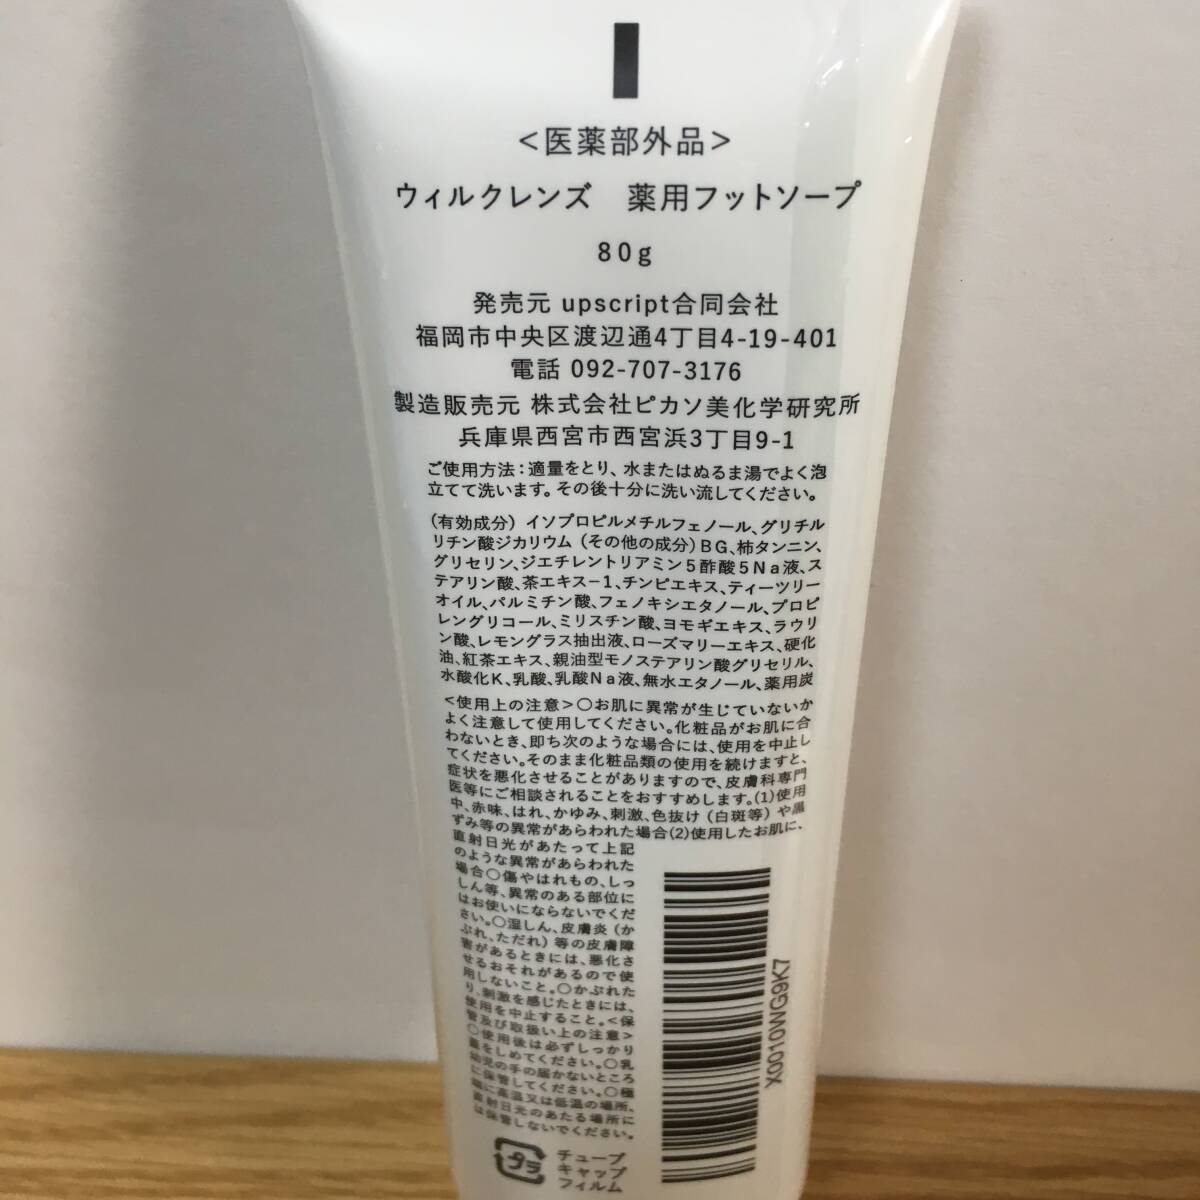 <医薬部外品>
ウィルクレンズ　薬用フットソープ
80g
発売元 upscript合同会社
福岡市中央区渡辺通4丁目4-19-401
電話 092-707-3176
製造販売元 株式会社ピカソ美化学研究所
兵庫県西宮市西宮浜3丁目9-1
ご使用方法：適量をとり、水またはぬるま湯でよく泡
立てて洗います。その後十分に洗い流してください。
(有効成分) イソプロピルメチルフェノール、グリチル
リチン酸ジカリウム (その他の成分) BG、柿タンニン、
グリセリン、ジエチレントリアミン5酢酸5Na液、ス
テアリン酸、茶エキス-1、チンピエキス、ティーツリー
オイル、パルミチン酸、フェノキシエタノール、プロピ
レングリコール、ミリスチン酸、ヨモギエキス、ラウリ
ン酸、レモングラス抽出液、ローズマリーエキス、硬化
油、紅茶エキス、親油型モノステアリン酸グリセリル、
水酸化K、乳酸、乳酸Na液、無水エタノール、薬用炭
<使用上の注意>○お肌に異常が生じていないか
よく注意して使用してください。化粧品がお肌に合
わないとき、即ち次のような場合には、使用を中止し
てください。そのまま化粧品類の使用を続けますと、
症状を悪化させることがありますので、皮膚科専門
医等にご相談されることをおすすめします。(1)使用
中、赤味、はれ、かゆみ、刺激、色抜け (白斑等) や黒
ずみ等の異常があらわれた場合(2)使用したお肌に、
直射日光があたって上記
のような異常があらわれた
場合○傷やはれもの、しっ
しん等、異常のある部位に
はお使いにならないでくだ
さい。○湿しん、皮膚炎 (か
ぶれ、ただれ) 等の皮膚障
害があるときには、悪化さ
せるおそれがあるので使
用しないこと。○かぶれた
り、刺激を感じたときには、
使用を中止すること。<保
管及び取扱い上の注意>
○使用後は必ずしっかり
蓋をしめてください。○乳
幼児の手の届かないところ
に保管してください。○極
端に高温又は低温の場所、
直射日光のあたる場所に
は保管しないでください。
X0010WG9K7
プラ
チューブ
キャップ
フィルム